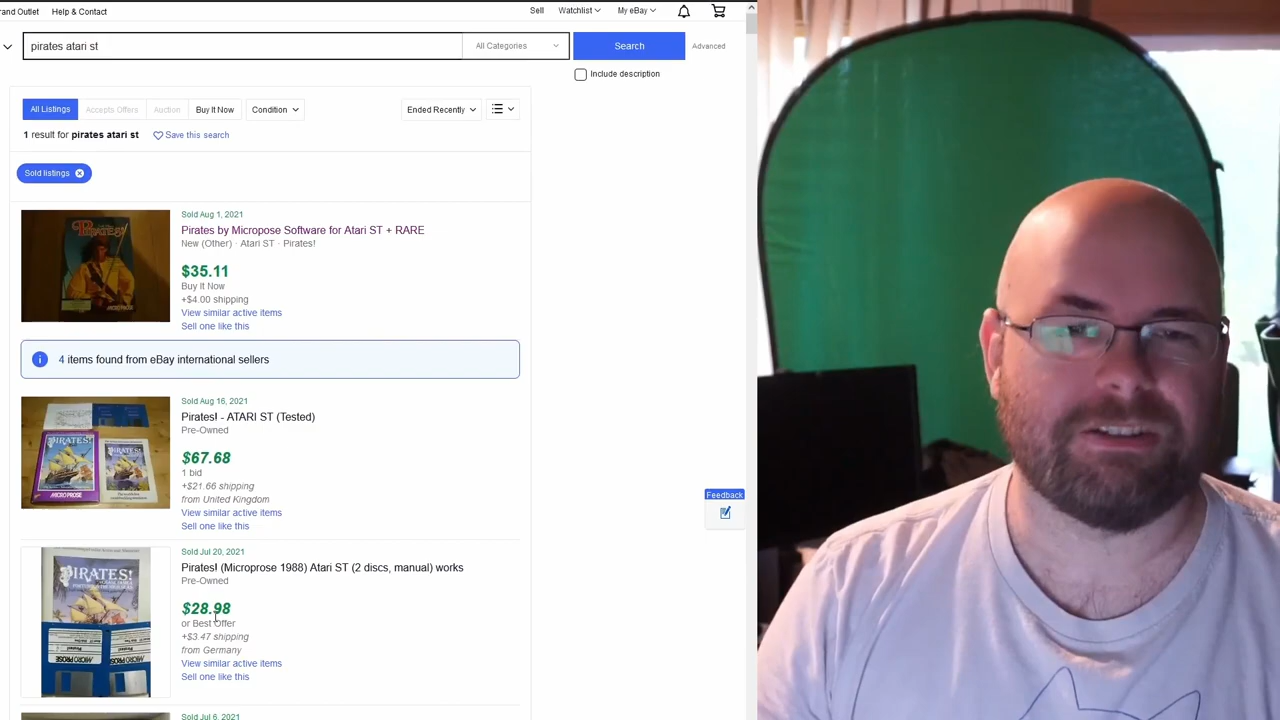 rand Outlet Help & Contact Sell Watchlist My eBay
pirates atari st All Categories Search Advanced
Include description
All Listings Accepts Offers Auction Buy It Now Condition Ended Recently
1 result for pirates atari st Save this search
Sold listings
Sold Aug 1, 2021
Pirates by Micropose Software for Atari ST + RARE
New (Other) · Atari ST · Pirates!
$35.11
Buy It Now
+$4.00 shipping
View similar active items
Sell one like this
4 items found from eBay international sellers
Sold Aug 16, 2021
Pirates! - ATARI ST (Tested)
Pre-Owned
$67.68
1 bid
+$21.66 shipping
from United Kingdom
View similar active items
Sell one like this
Feedback
Sold Jul 20, 2021
Pirates! (Microprose 1988) Atari ST (2 discs, manual) works
Pre-Owned
$28.98
or Best Offer
+$3.47 shipping
from Germany
View similar active items
Sell one like this
Sold Jul 6, 2021
PIRATES!
PIRATES!
MICRO PROSE
PIRATES!